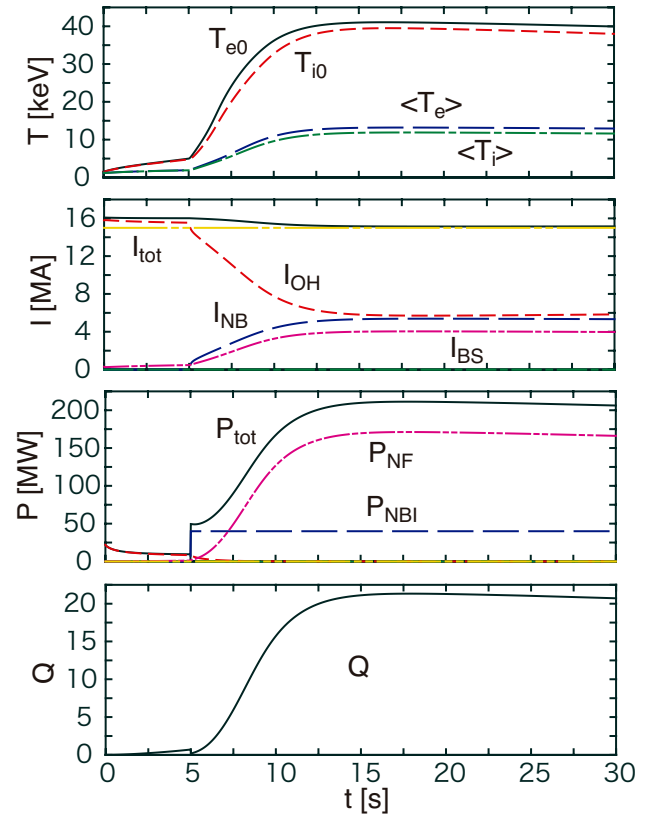 T [keV]
40
30
20
10
0
T_e0
T_i0
<T_e>
<T_i>
I [MA]
16
12
8
4
0
I_tot
I_OH
I_NB
I_BS
P [MW]
200
150
100
50
0
P_tot
P_NF
P_NBI
Q
20
15
10
5
0
Q
0 5 10 15 20 25 30
t [s]